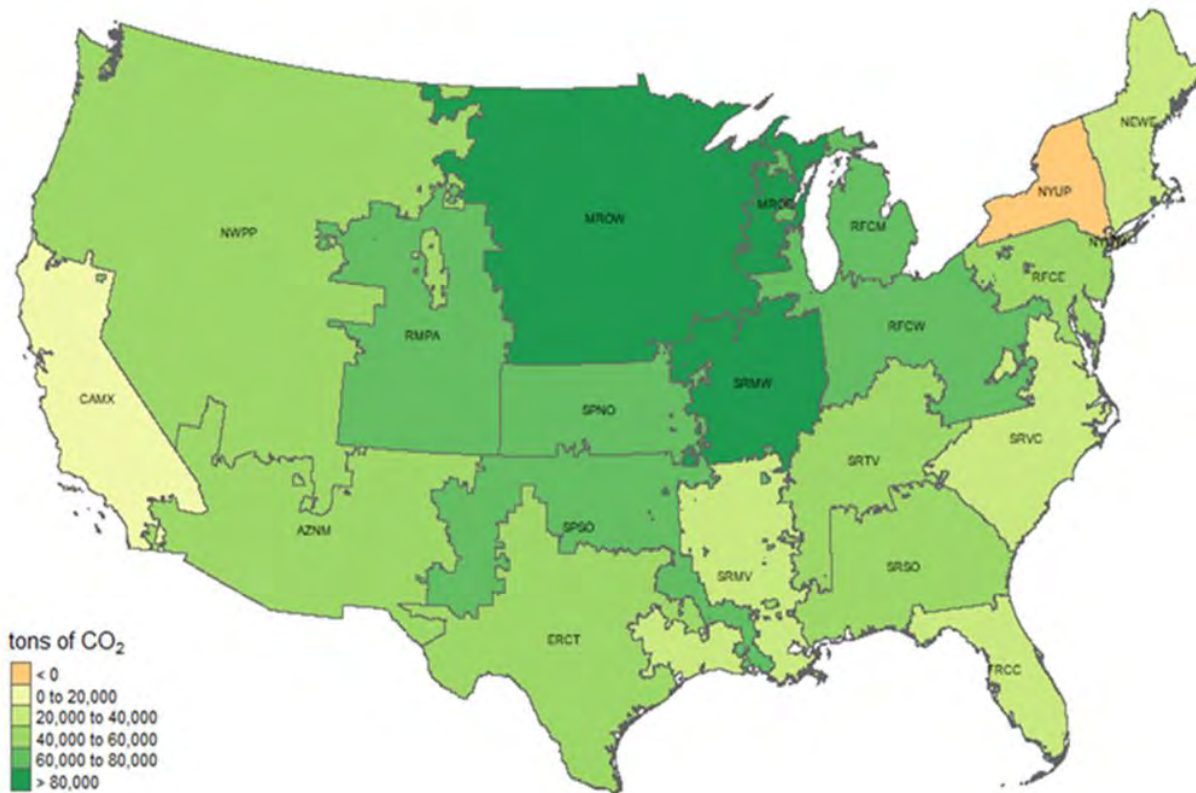 NEWE
NYUP
MROW
RFCM
NWPP
RFCE
RFCW
RMPA
SRMW
CAMX
SPNO
SRVC
SRTV
SPSO
AZNM
SRSO
SRMV
ERCT
FRCC
tons of CO₂
< 0
0 to 20,000
20,000 to 40,000
40,000 to 60,000
60,000 to 80,000
> 80,000